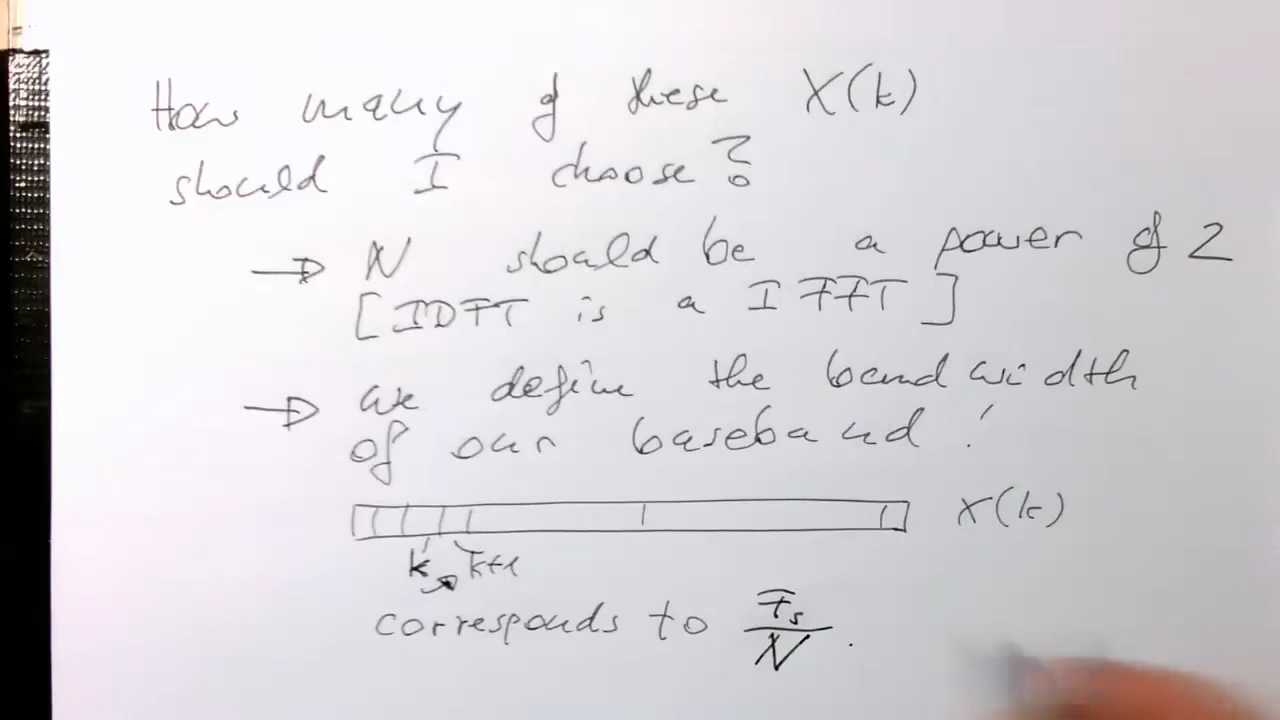 How many of these X(k)
should I choose?
→ N should be a power of 2
[IDFT is a IFFT]
→ we define the bandwidth
of our baseband!
X(k)
k k+1
corresponds to Fs/N.